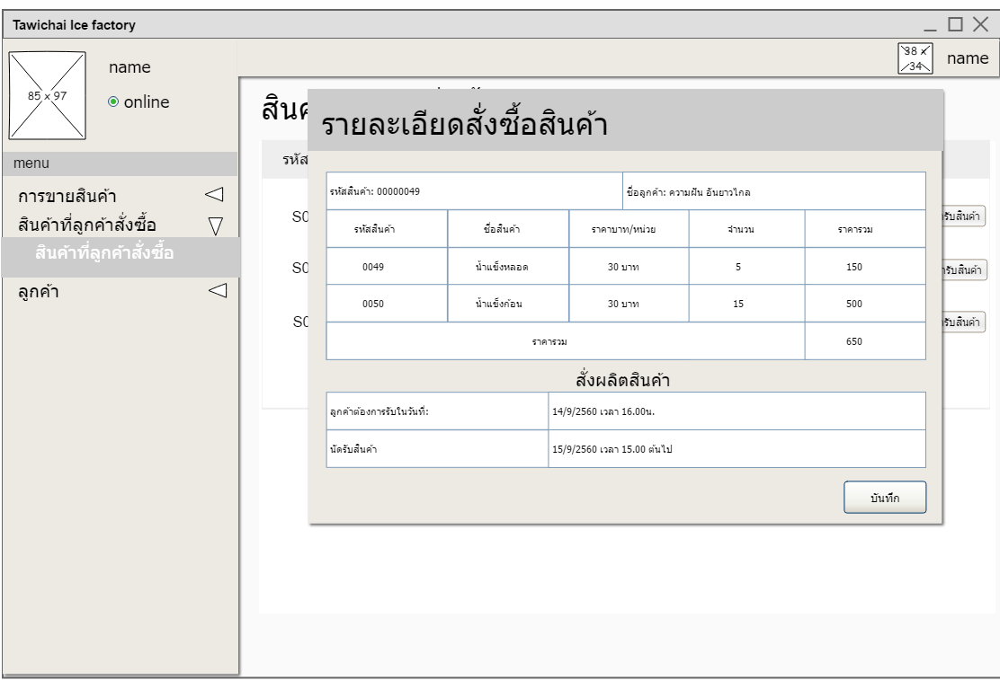 Tawichai Ice factory
38 x 34
name
85 x 97
name
online
menu
การขายสินค้า
สินค้าที่ลูกค้าสั่งซื้อ
สินค้าที่ลูกค้าสั่งซื้อ
ลูกค้า
รายละเอียดสั่งซื้อสินค้า
รหัส
S0
S0
S0
รับสินค้า
รับสินค้า
รับสินค้า
รหัสสินค้า: 00000049 ชื่อลูกค้า: ความฝัน อันยาวไกล
รหัสสินค้า ชื่อสินค้า ราคาบาท/หน่วย จำนวน ราคารวม
0049 น้ำแข็งหลอด 30 บาท 5 150
0050 น้ำแข็งก้อน 30 บาท 15 500
ราคารวม 650
สั่งผลิตสินค้า
ลูกค้าต้องการรับในวันที่: 14/9/2560 เวลา 16.00น.
นัดรับสินค้า 15/9/2560 เวลา 15.00 ต้นไป
บันทึก